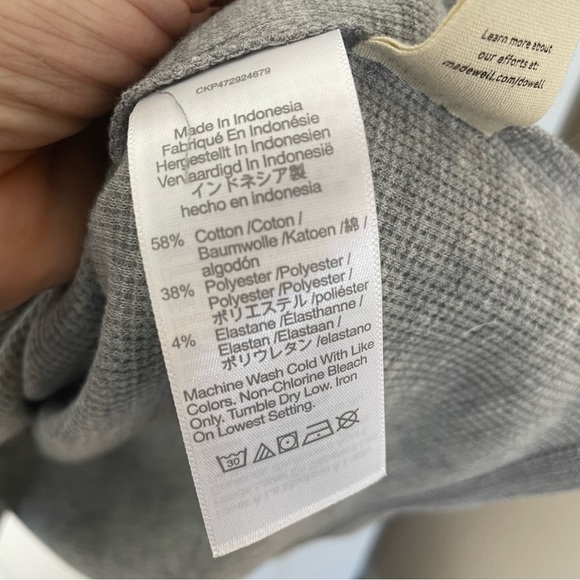 CKP472924679
Made In Indonesia
Fabriqué En Indonésie
Hergestellt In Indonesien
Vervaardigd In Indonesië
インドネシア製
hecho en indonesia
58% Cotton /Coton /
Baumwolle /Katoen /綿 /
algodón
38% Polyester /Polyester /
Polyester /Polyester /
ポリエステル /poliéster
4% Elastane /Élasthanne /
Elastan /Elastaan /
ポリウレタン /elastano
Machine Wash Cold With Like
Colors. Non-Chlorine Bleach
Only. Tumble Dry Low. Iron
On Lowest Setting.
30
Learn more about
our efforts at:
madewell.com/dowell